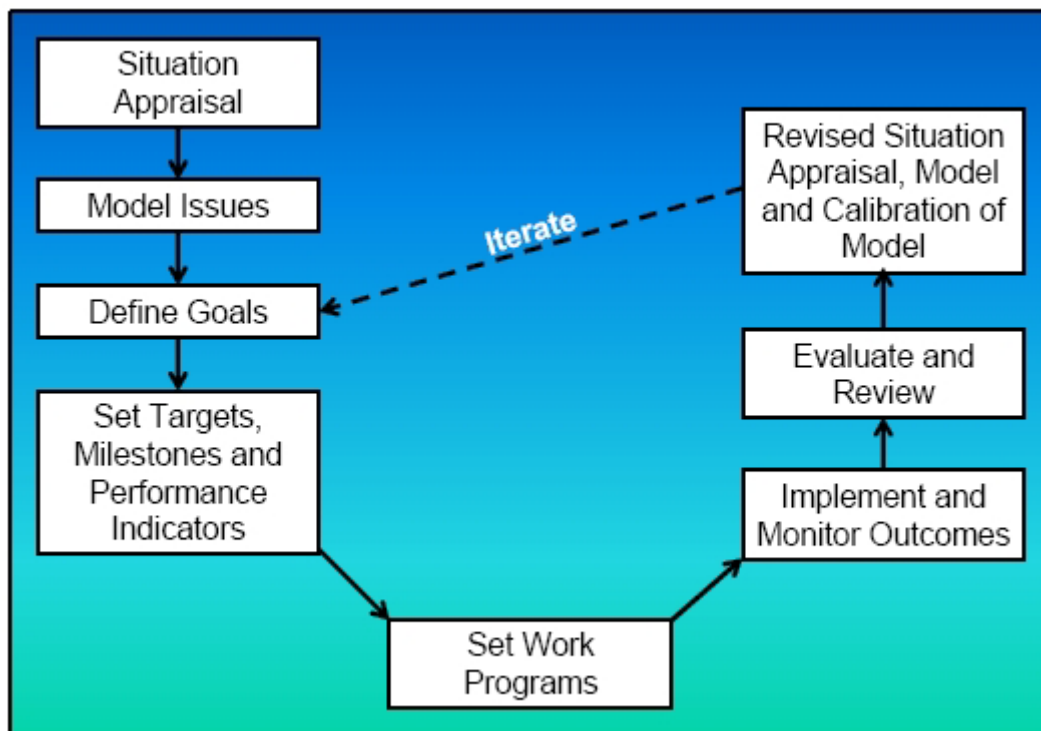 Situation
Appraisal
Model Issues
Define Goals
Set Targets,
Milestones and
Performance
Indicators
Set Work
Programs
Implement and
Monitor Outcomes
Evaluate and
Review
Revised Situation
Appraisal, Model
and Calibration of
Model
Iterate